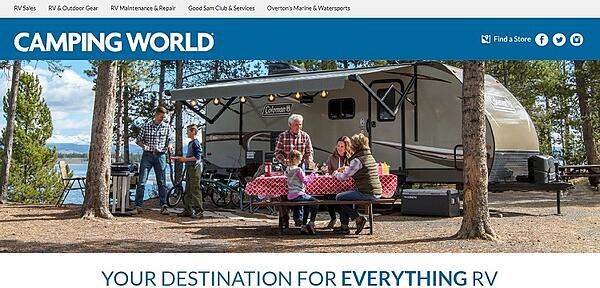 RV Sales RV & Outdoor Gear RV Maintenance & Repair Good Sam Club & Services Overton's Marine & Watersports
CAMPING WORLD
Find a Store
Coleman
YOUR DESTINATION FOR EVERYTHING RV